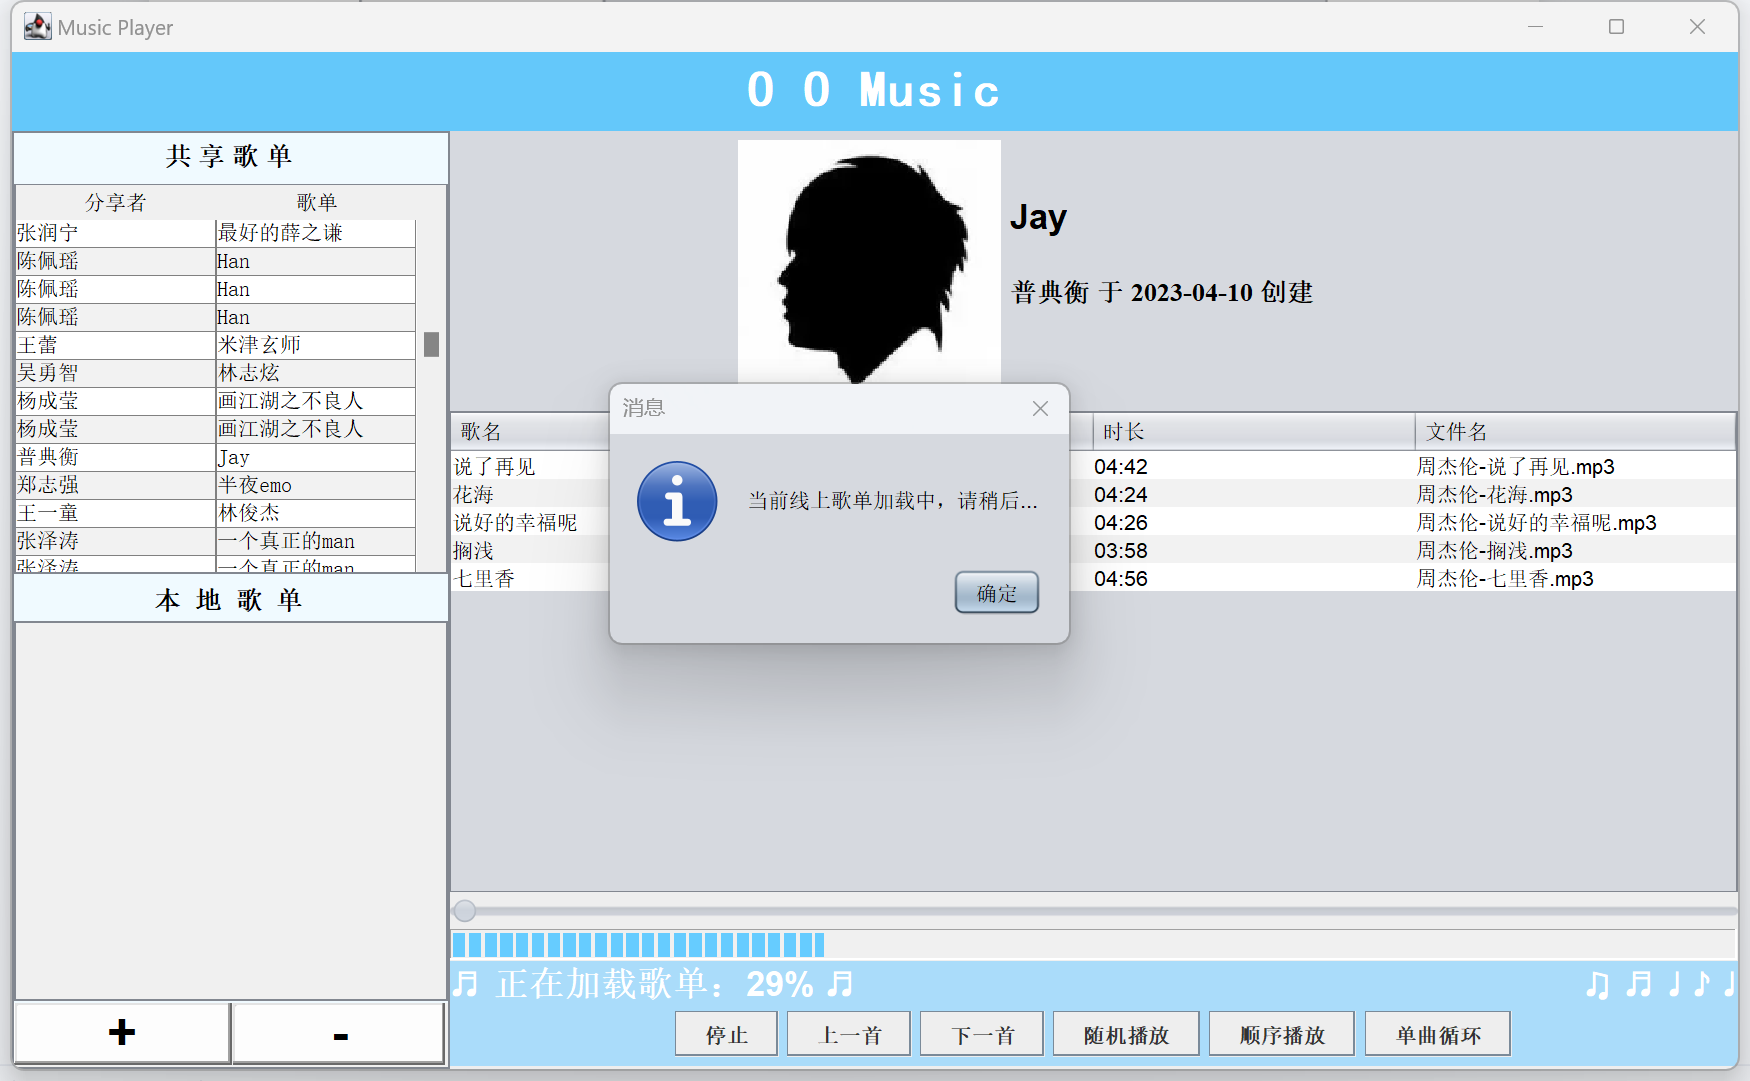 Music Player
O O Music
共享歌单
分享者 歌单
张润宁 最好的薛之谦
陈佩瑶 Han
陈佩瑶 Han
陈佩瑶 Han
王蕾 米津玄师
吴勇智 林志炫
杨成莹 画江湖之不良人
杨成莹 画江湖之不良人
普典衡 Jay
郑志强 半夜emo
王一童 林俊杰
张泽涛 一个真正的man
张泽涛 一个真正的man
本地歌单
+ -
Jay
普典衡 于 2023-04-10 创建
歌名 时长 文件名
说了再见 04:42 周杰伦-说了再见.mp3
花海 04:24 周杰伦-花海.mp3
说好的幸福呢 04:26 周杰伦-说好的幸福呢.mp3
搁浅 03:58 周杰伦-搁浅.mp3
七里香 04:56 周杰伦-七里香.mp3
消息
当前线上歌单加载中，请稍后...
确定
♬ 正在加载歌单：29% ♬ ♫ ♬ ♩ ♪ ♩
停止 上一首 下一首 随机播放 顺序播放 单曲循环